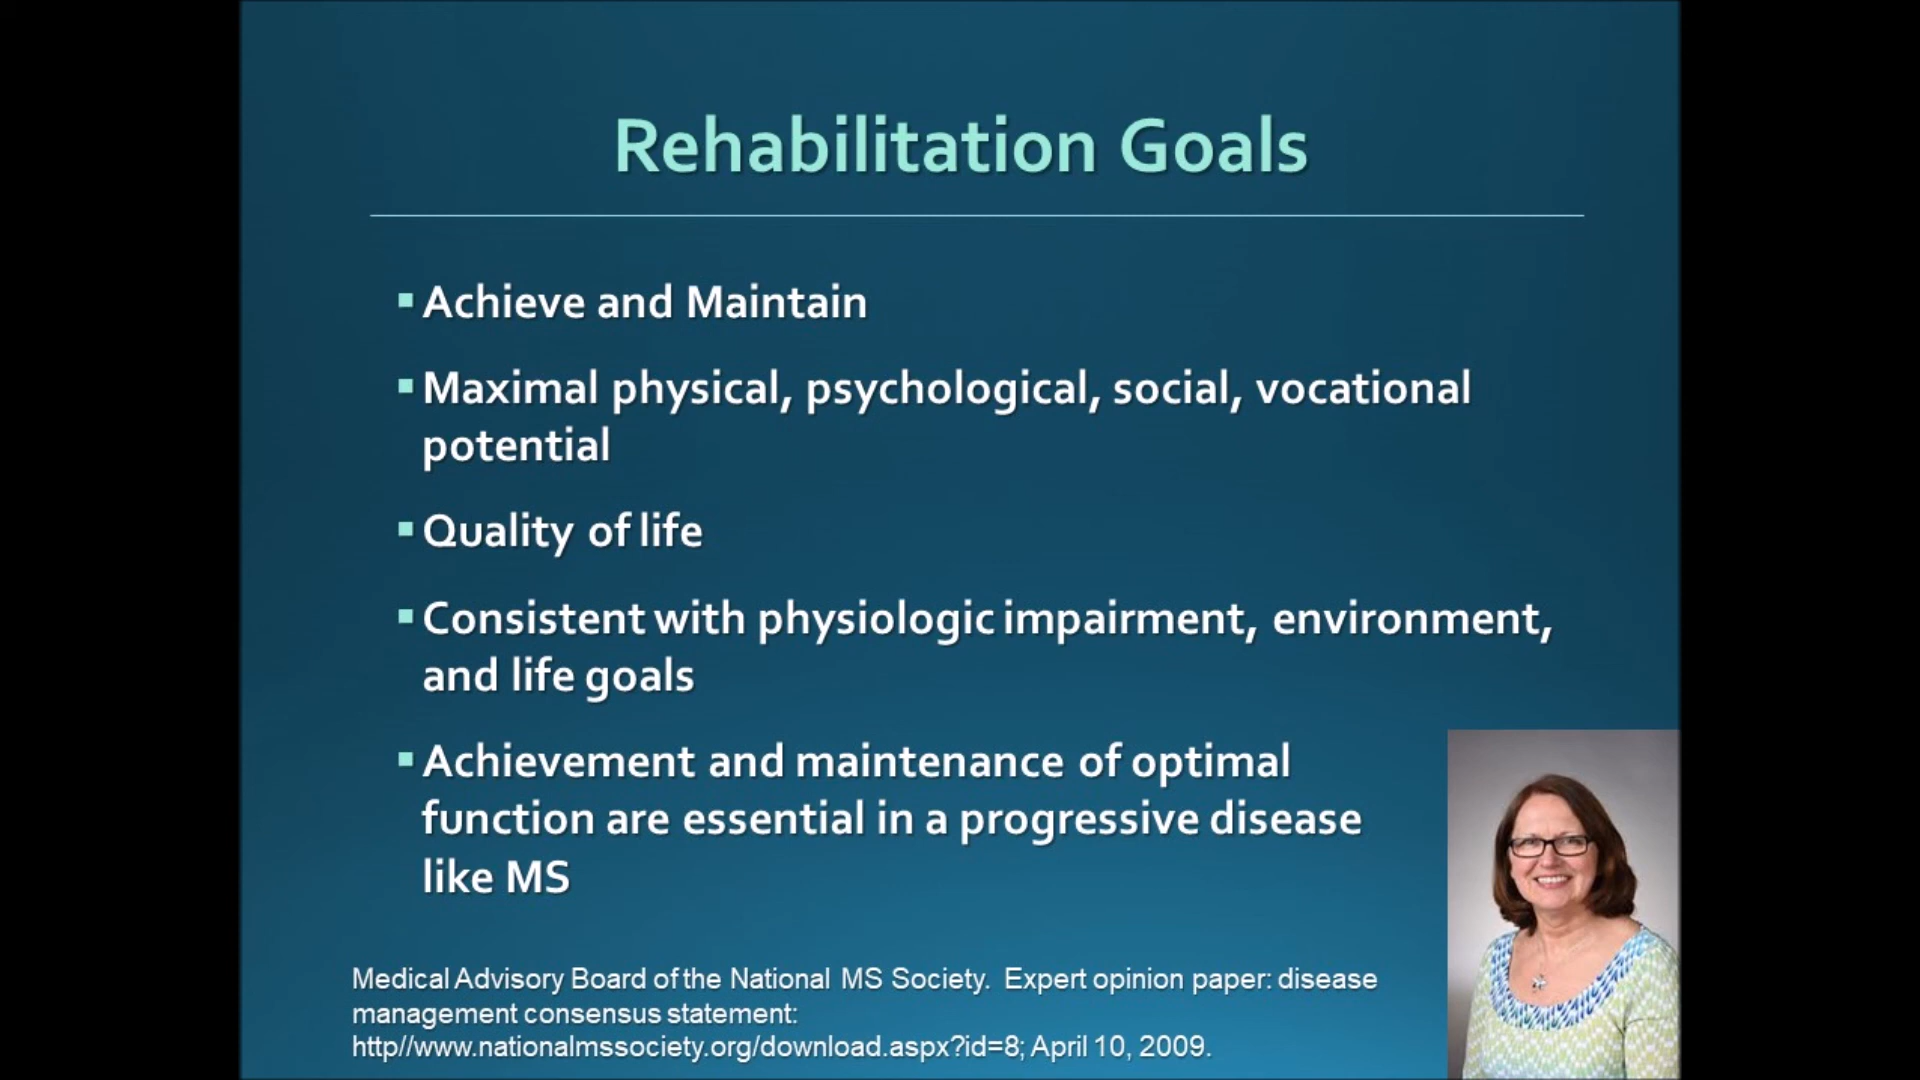 Rehabilitation Goals
▪ Achieve and Maintain
▪ Maximal physical, psychological, social, vocational
potential
▪ Quality of life
▪ Consistent with physiologic impairment, environment,
and life goals
▪ Achievement and maintenance of optimal
function are essential in a progressive disease
like MS
Medical Advisory Board of the National MS Society. Expert opinion paper: disease
management consensus statement:
http//www.nationalmssociety.org/download.aspx?id=8; April 10, 2009.